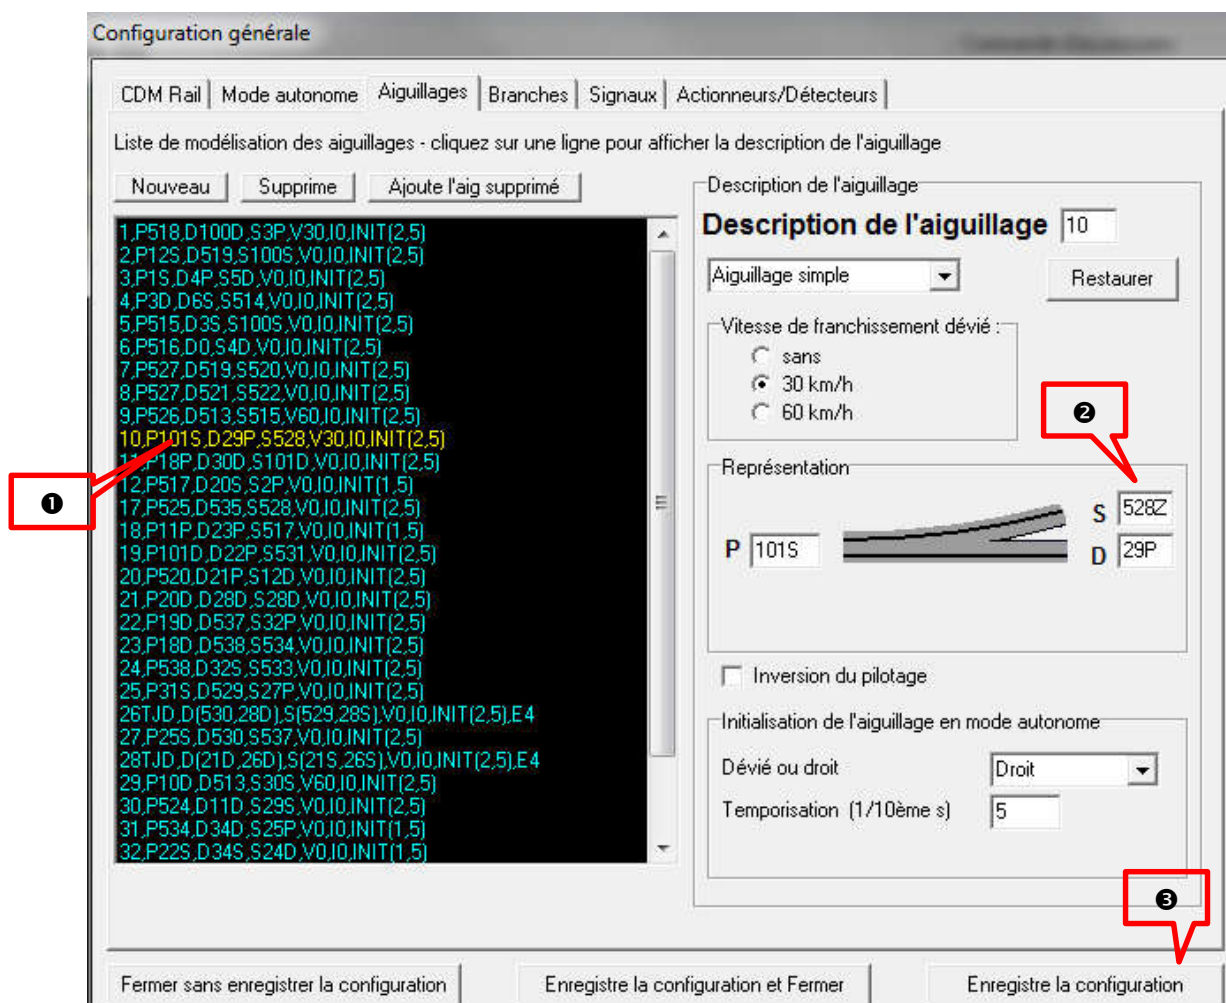 Configuration générale
CDM Rail
Mode autonome
Aiguillages
Branches
Signaux
Actionneurs/Détecteurs
Liste de modélisation des aiguillages - cliquez sur une ligne pour afficher la description de l'aiguillage
Nouveau
Supprime
Ajoute l'aig supprimé
1,P518,D100D,S3P,V30,I0,INIT(2,5)
2,P12S,D519,S100S,V0,I0,INIT(2,5)
3,P1S,D4P,S5D,V0,I0,INIT(2,5)
4,P3D,D6S,S514,V0,I0,INIT(2,5)
5,P515,D3S,S100S,V0,I0,INIT(2,5)
6,P516,D0,S4D,V0,I0,INIT(2,5)
7,P527,D519,S520,V0,I0,INIT(2,5)
8,P527,D521,S522,V0,I0,INIT(2,5)
9,P526,D513,S515,V60,I0,INIT(2,5)
10,P101S,D29P,S528,V30,I0,INIT(2,5)
11,P18P,D30D,S101D,V0,I0,INIT(2,5)
12,P517,D20S,S2P,V0,I0,INIT(1,5)
17,P525,D535,S528,V0,I0,INIT(2,5)
18,P11P,D23P,S517,V0,I0,INIT(1,5)
19,P101D,D22P,S531,V0,I0,INIT(2,5)
20,P520,D21P,S12D,V0,I0,INIT(2,5)
21,P20D,D28D,S28D,V0,I0,INIT(2,5)
22,P19D,D537,S32P,V0,I0,INIT(2,5)
23,P18D,D538,S534,V0,I0,INIT(2,5)
24,P538,D32S,S533,V0,I0,INIT(2,5)
25,P31S,D529,S27P,V0,I0,INIT(2,5)
26TJD,D(530,28D),S(529,28S),V0,I0,INIT(2,5),E4
27,P25S,D530,S537,V0,I0,INIT(2,5)
28TJD,D(21D,26D),S(21S,26S),V0,I0,INIT(2,5),E4
29,P10D,D513,S30S,V60,I0,INIT(2,5)
30,P524,D11D,S29S,V0,I0,INIT(2,5)
31,P534,D34D,S25P,V0,I0,INIT(1,5)
32,P22S,D34S,S24D,V0,I0,INIT(1,5)
❶
Description de l'aiguillage
Description de l'aiguillage 10
Aiguillage simple
Restaurer
Vitesse de franchissement dévié :
sans
30 km/h
60 km/h
❷
Représentation
S 528Z
P 101S
D 29P
Inversion du pilotage
Initialisation de l'aiguillage en mode autonome
Dévié ou droit Droit
Temporisation (1/10ème s) 5
❸
Fermer sans enregistrer la configuration
Enregistre la configuration et Fermer
Enregistre la configuration